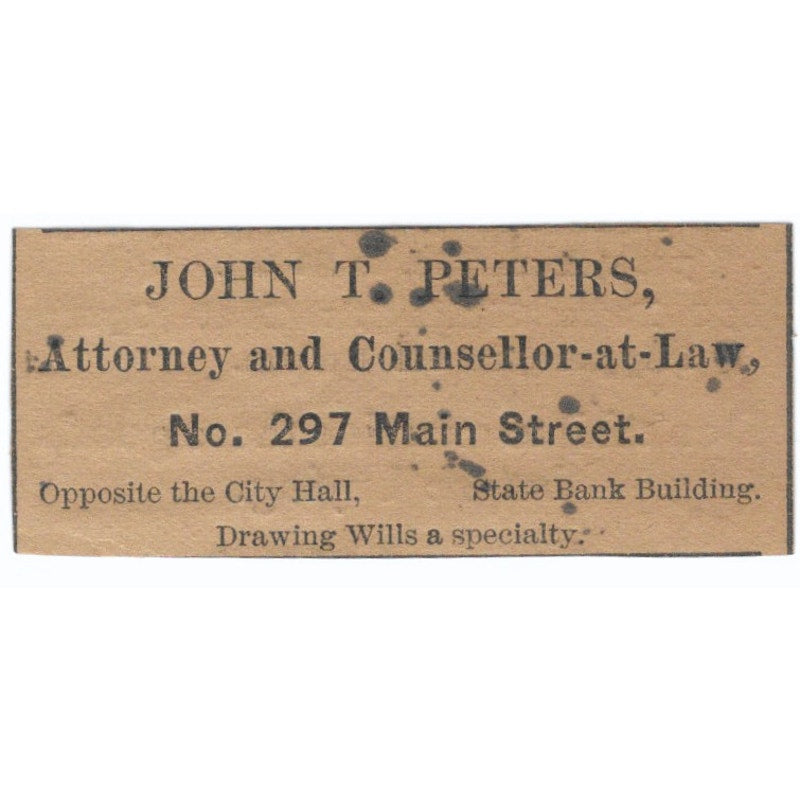 JOHN T. PETERS,
Attorney and Counsellor-at-Law,
No. 297 Main Street.
Opposite the City Hall, State Bank Building.
Drawing Wills a specialty.